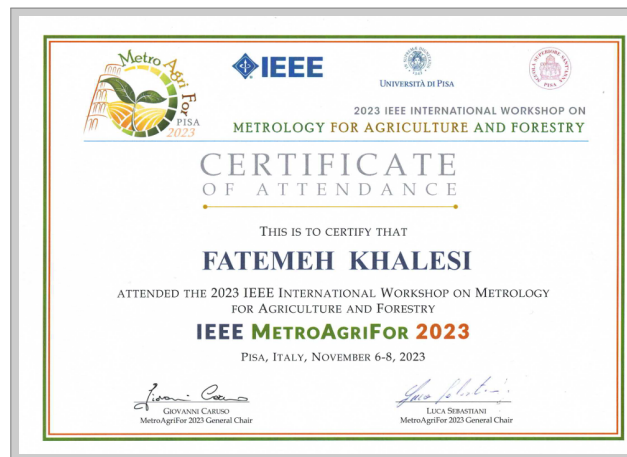 Metro Agri For
PISA
2023
IEEE
UNIVERSITÀ DI PISA
2023 IEEE INTERNATIONAL WORKSHOP ON
METROLOGY FOR AGRICULTURE AND FORESTRY
CERTIFICATE
OF ATTENDANCE
THIS IS TO CERTIFY THAT
FATEMEH KHALESI
ATTENDED THE 2023 IEEE INTERNATIONAL WORKSHOP ON METROLOGY
FOR AGRICULTURE AND FORESTRY
IEEE METROAGRIFOR 2023
PISA, ITALY, NOVEMBER 6-8, 2023
GIOVANNI CARUSO
MetroAgriFor 2023 General Chair
LUCA SEBASTIANI
MetroAgriFor 2023 General Chair